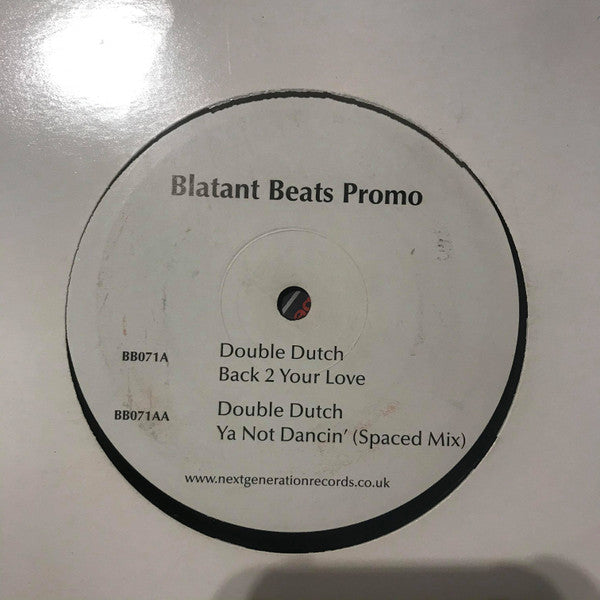 Blatant Beats Promo
BB071A
Double Dutch
Back 2 Your Love
BB071AA
Double Dutch
Ya Not Dancin' (Spaced Mix)
www.nextgenerationrecords.co.uk